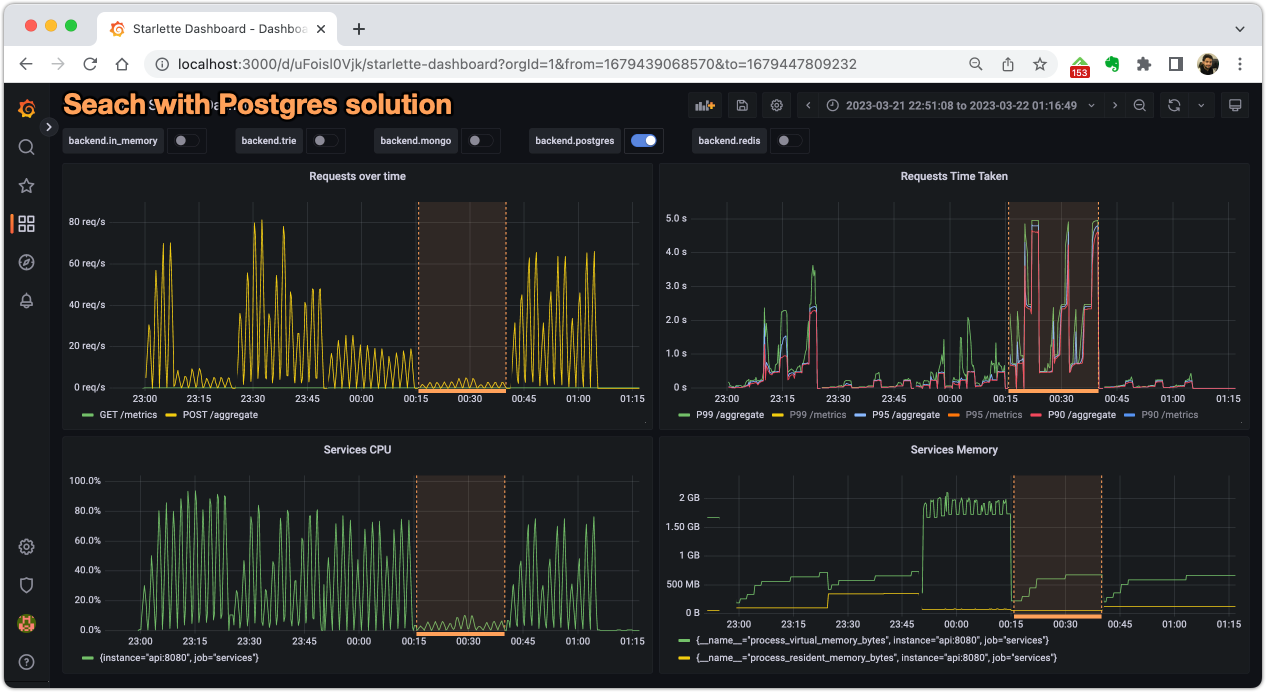 Starlette Dashboard - Dashboa
localhost:3000/d/uFoisl0Vjk/starlette-dashboard?orgId=1&from=1679439068570&to=1679447809232
153
Seach with Postgres solution
2023-03-21 22:51:08 to 2023-03-22 01:16:49
backend.in_memory
backend.trie
backend.mongo
backend.postgres
backend.redis
Requests over time
80 req/s
60 req/s
40 req/s
20 req/s
0 req/s
23:00 23:15 23:30 23:45 00:00 00:15 00:30 00:45 01:00 01:15
GET /metrics POST /aggregate
Requests Time Taken
5.0 s
4.0 s
3.0 s
2.0 s
1.0 s
0 s
23:00 23:15 23:30 23:45 00:00 00:15 00:30 00:45 01:00 01:15
P99 /aggregate P99 /metrics P95 /aggregate P95 /metrics P90 /aggregate P90 /metrics
Services CPU
100.0%
80.0%
60.0%
40.0%
20.0%
0.0%
23:00 23:15 23:30 23:45 00:00 00:15 00:30 00:45 01:00 01:15
{instance="api:8080", job="services"}
Services Memory
2 GB
1.50 GB
1 GB
500 MB
0 B
23:00 23:15 23:30 23:45 00:00 00:15 00:30 00:45 01:00 01:15
{__name__="process_virtual_memory_bytes", instance="api:8080", job="services"}
{__name__="process_resident_memory_bytes", instance="api:8080", job="services"}